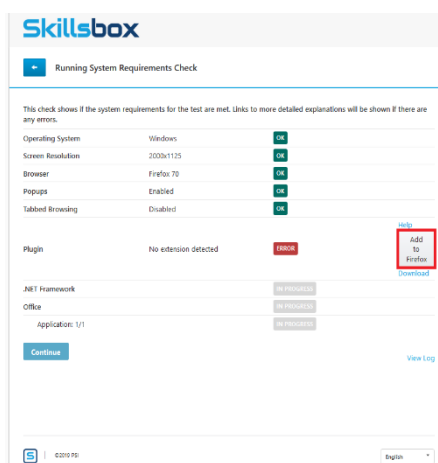 Skillsbox
Running System Requirements Check
This check shows if the system requirements for the test are met. Links to more detailed explanations will be shown if there are
any errors.
Operating System Windows OK
Screen Resolution 2000x1125 OK
Browser Firefox 70 OK
Popups Enabled OK
Tabbed Browsing Disabled OK
Help
Plugin No extension detected ERROR
Add
to
Firefox
Download
.NET Framework IN PROGRESS
Office IN PROGRESS
Application: 1/1 IN PROGRESS
Continue
View Log
S ©2019 PSI English